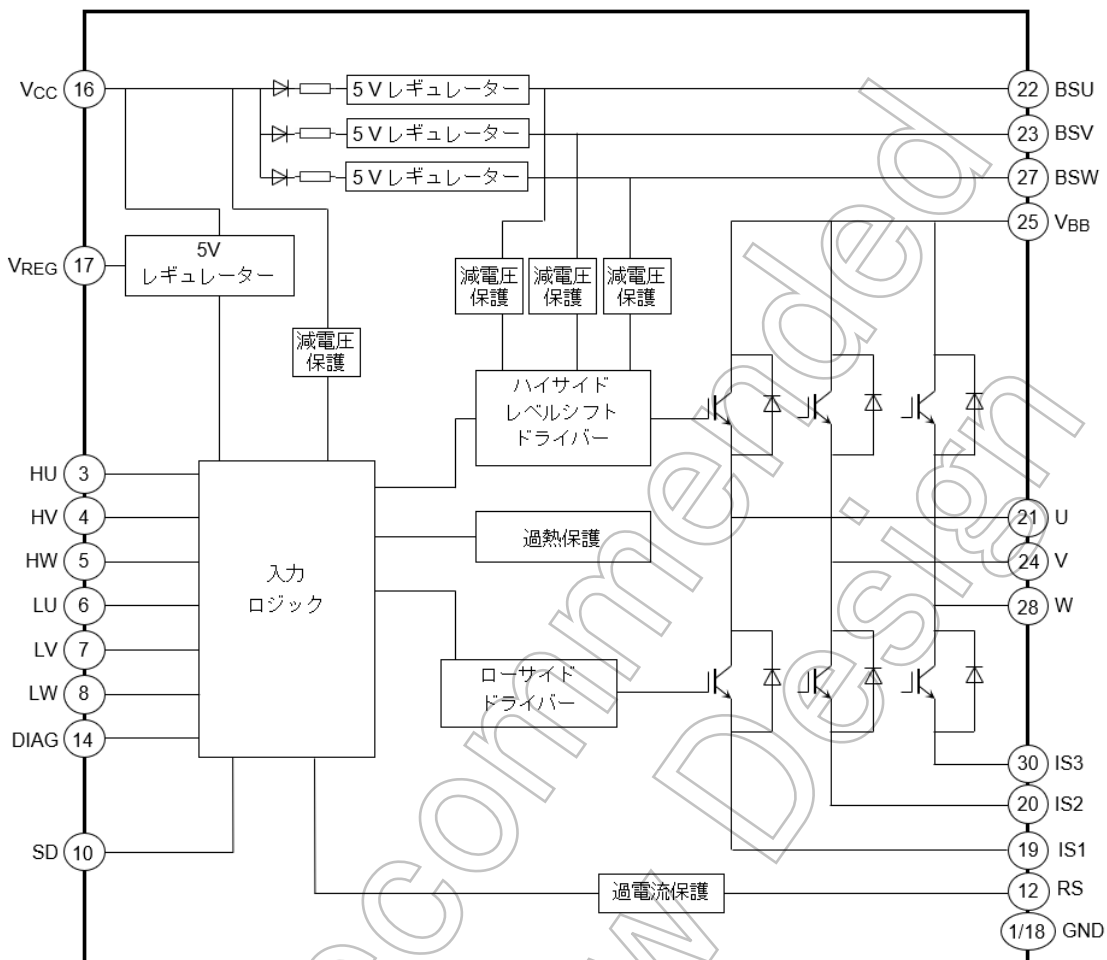 VCC 16
5 V レギュレーター
22 BSU
5 V レギュレーター
23 BSV
5 V レギュレーター
27 BSW
25 VBB
VREG 17
5V
レギュレーター
減電圧
保護
減電圧
保護
減電圧
保護
減電圧
保護
ハイサイド
レベルシフト
ドライバー
HU 3
HV 4
HW 5
LU 6
LV 7
LW 8
DIAG 14
SD 10
入力
ロジック
過熱保護
ローサイド
ドライバー
過電流保護
21 U
24 V
28 W
30 IS3
20 IS2
19 IS1
12 RS
1/18 GND
ecommended
w Design